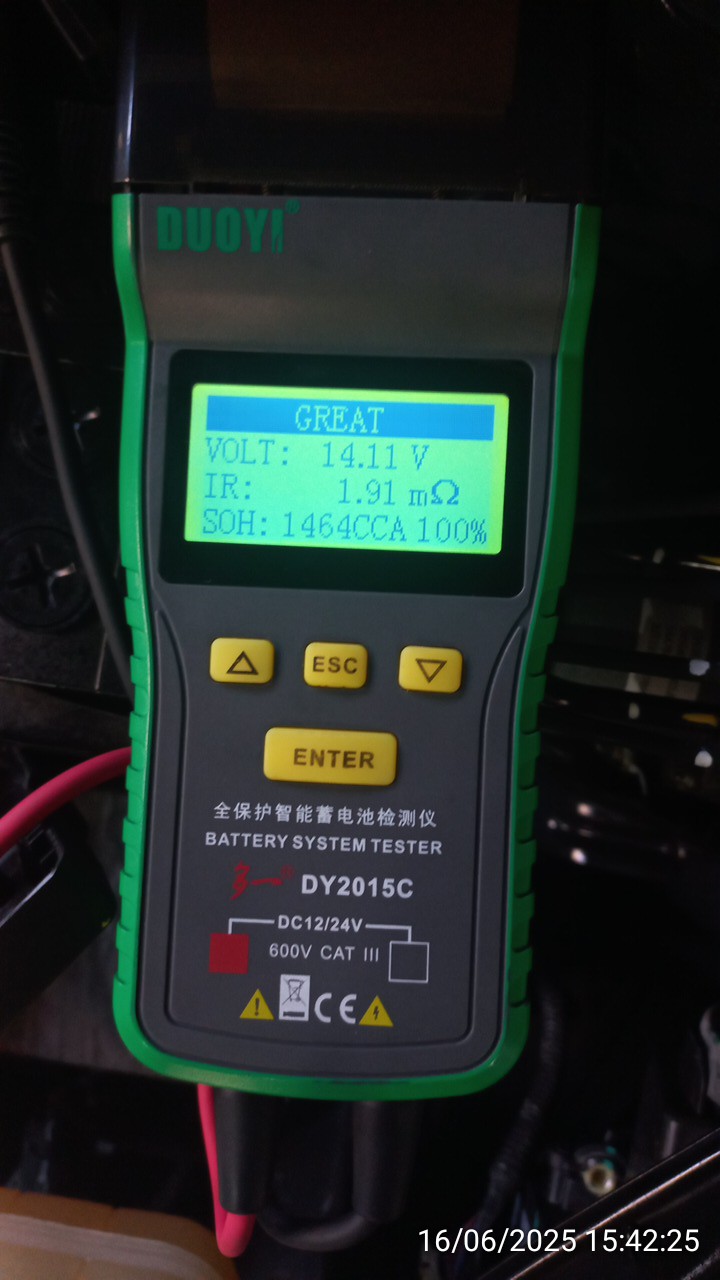 DUOYI®
GREAT
VOLT: 14.11 V
IR: 1.91 mΩ
SOH: 1464CCA 100%
ESC
ENTER
全保护智能蓄电池检测仪
BATTERY SYSTEM TESTER
多一® DY2015C
DC12/24V
600V CAT III
CE
16/06/2025 15:42:25